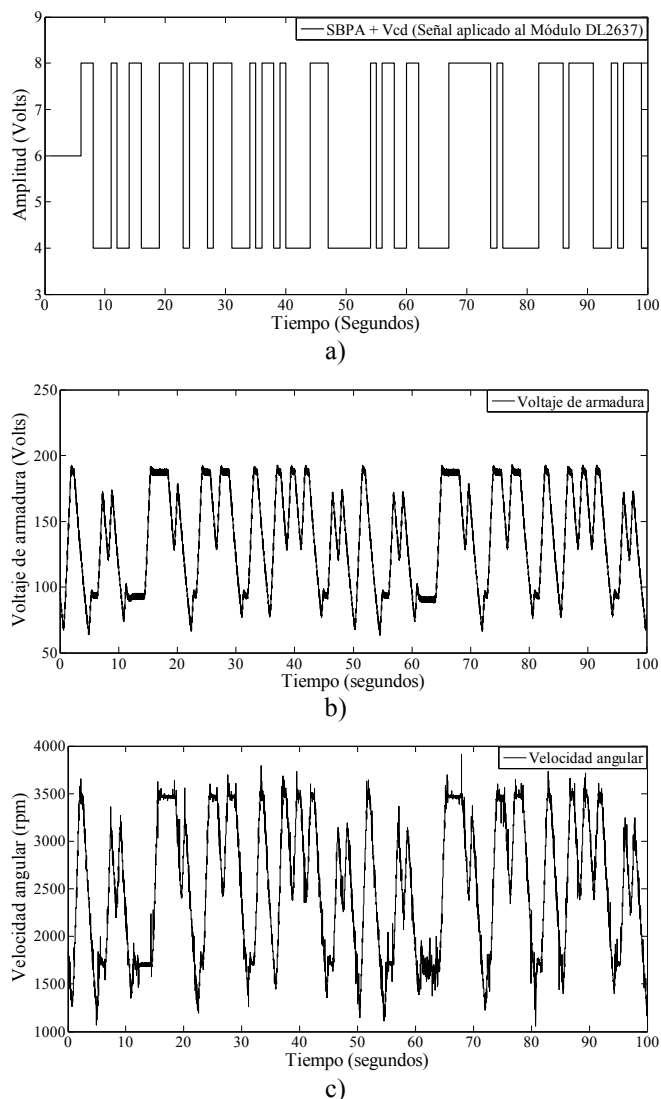 9
8
7
6
5
4
3
Amplitud (Volts)
SBPA + Vcd (Señal aplicado al Módulo DL2637)
0 10 20 30 40 50 60 70 80 90 100
Tiempo (Segundos)
a)
250
200
150
100
50
Voltaje de armadura (Volts)
Voltaje de armadura
0 10 20 30 40 50 60 70 80 90 100
Tiempo (segundos)
b)
4000
3500
3000
2500
2000
1500
1000
Velocidad angular (rpm)
Velocidad angular
0 10 20 30 40 50 60 70 80 90 100
Tiempo (segundos)
c)